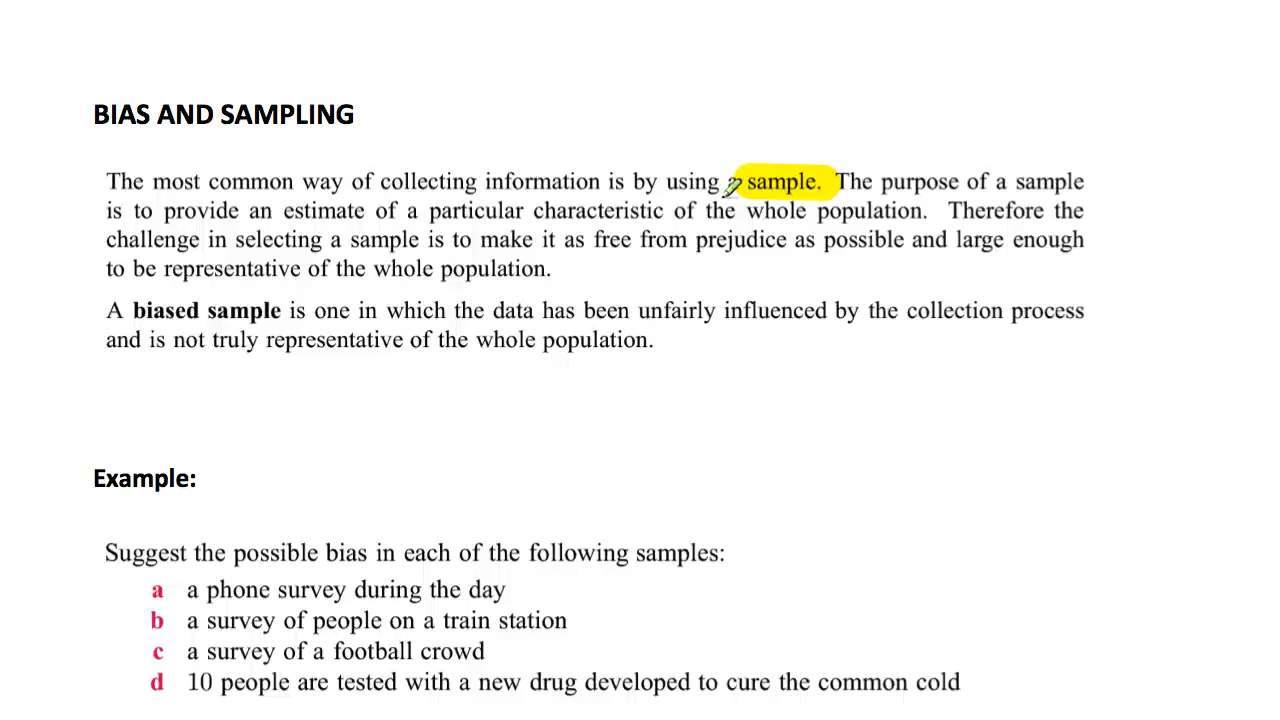 BIAS AND SAMPLING
The most common way of collecting information is by using a sample. The purpose of a sample
is to provide an estimate of a particular characteristic of the whole population. Therefore the
challenge in selecting a sample is to make it as free from prejudice as possible and large enough
to be representative of the whole population.
A biased sample is one in which the data has been unfairly influenced by the collection process
and is not truly representative of the whole population.
Example:
Suggest the possible bias in each of the following samples:
a a phone survey during the day
b a survey of people on a train station
c a survey of a football crowd
d 10 people are tested with a new drug developed to cure the common cold